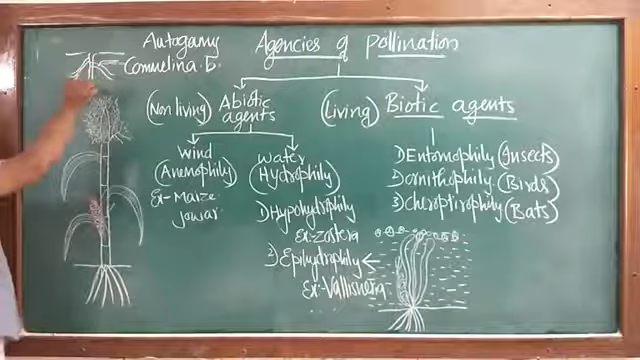 Autogamy
Commelina · B.
Agencies of pollination
(Non living) Abiotic agents
(Living) Biotic agents
Wind
(Anemophily)
Ex- Maize
Jowar
Water
(Hydrophily)
1) Hypohydrophily
Ex- Zostera
2) Epihydrophily
Ex:- Vallisneria
1) Entomophily (Insects)
2) Ornithophily (Birds)
3) Cheiroptirophily (Bats)